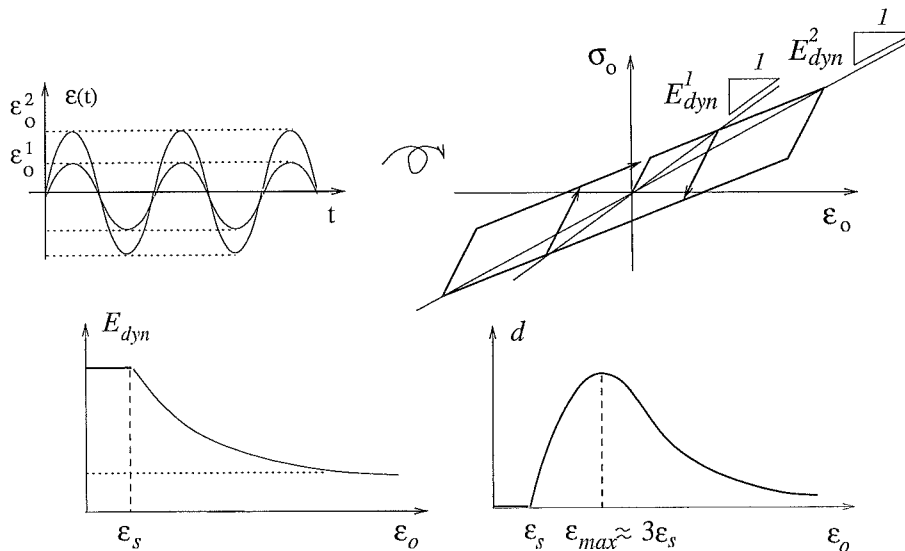 ε(t)
ε_o^2
ε_o^1
t
σ_o
E_dyn^1
1
E_dyn^2
1
ε_o
E_dyn
ε_s
ε_o
d
ε_s
ε_max ≈ 3ε_s
ε_o